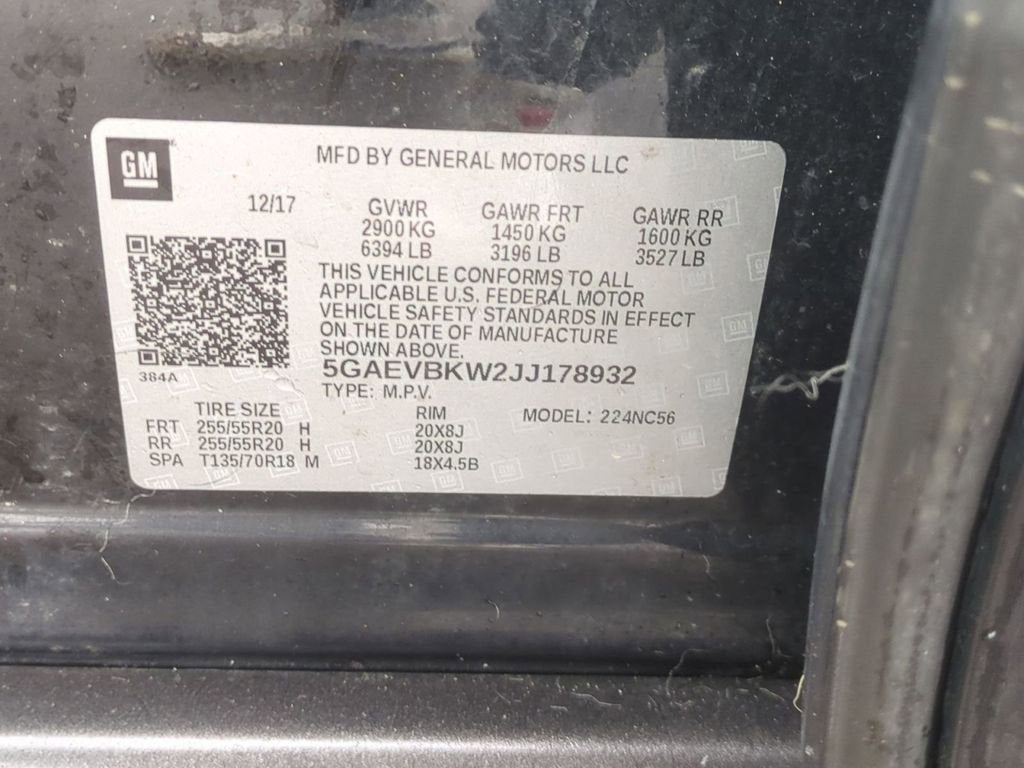 GM
MFD BY GENERAL MOTORS LLC
12/17 GVWR GAWR FRT GAWR RR
2900 KG 1450 KG 1600 KG
6394 LB 3196 LB 3527 LB
THIS VEHICLE CONFORMS TO ALL
APPLICABLE U.S. FEDERAL MOTOR
VEHICLE SAFETY STANDARDS IN EFFECT
ON THE DATE OF MANUFACTURE
SHOWN ABOVE.
384A
5GAEVBKW2JJ178932
TYPE: M.P.V.
TIRE SIZE RIM MODEL: 224NC56
FRT 255/55R20 H 20X8J
RR 255/55R20 H 20X8J
SPA T135/70R18 M 18X4.5B